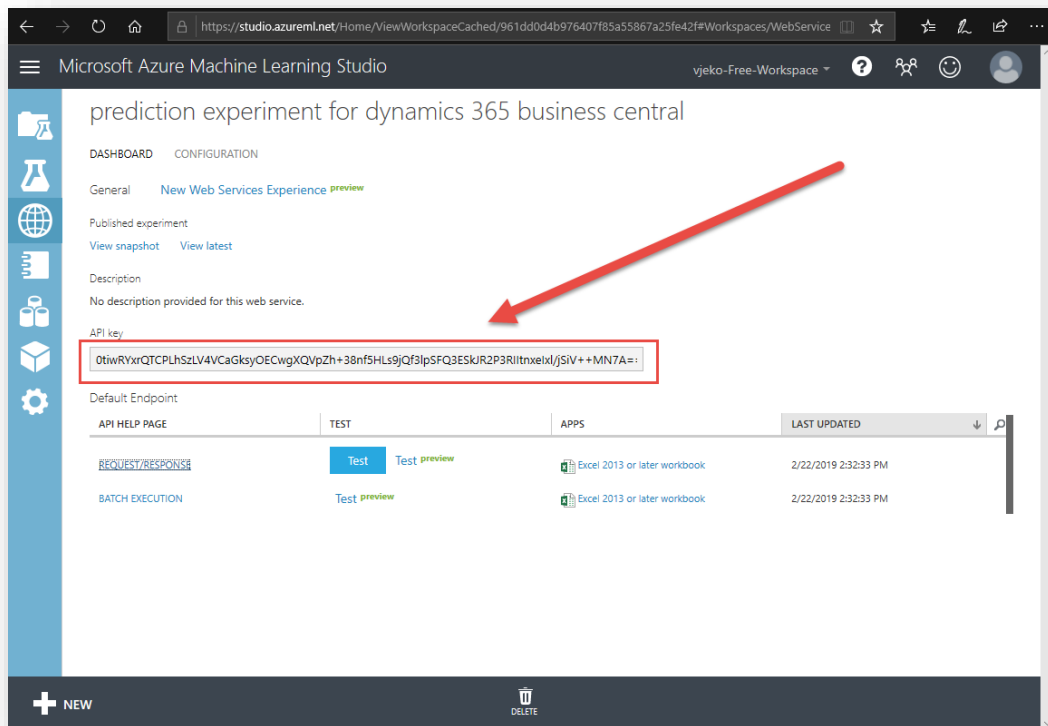 https://studio.azureml.net/Home/ViewWorkspaceCached/961dd0d4b976407f85a55867a25fe42f#Workspaces/WebService
Microsoft Azure Machine Learning Studio
vjeko-Free-Workspace
prediction experiment for dynamics 365 business central
DASHBOARD CONFIGURATION
General New Web Services Experience preview
Published experiment
View snapshot View latest
Description
No description provided for this web service.
API key
0tiwRYxrQTCPLhSzLV4VCaGksyOECwgXQVpZh+38nf5HLs9jQf3lpSFQ3ESkJR2P3RIItnxeIxl/jSiV++MN7A==
Default Endpoint
API HELP PAGE TEST APPS LAST UPDATED
REQUEST/RESPONSE Test Test preview Excel 2013 or later workbook 2/22/2019 2:32:33 PM
BATCH EXECUTION Test preview Excel 2013 or later workbook 2/22/2019 2:32:33 PM
NEW
DELETE